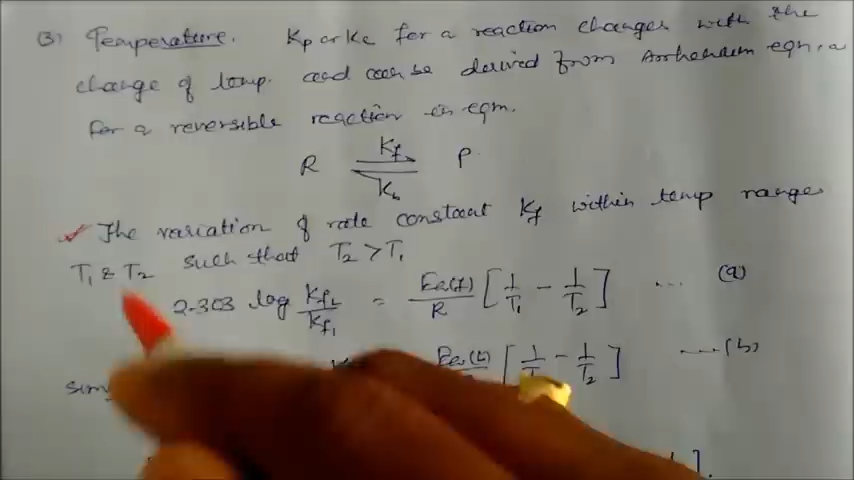 (3) Temperature. Kp or Kc for a reaction changes with the
change of temp. and can be derived from Arrhenium eqn. a
for a reversible reaction in eqm.
R ⇌ P
Kf
Kb
The variation of rate constant Kf within temp ranges
T₁ & T₂ such that T₂ > T₁
2.303 log Kf₂/Kf₁ = Ea(f)/R [1/T₁ - 1/T₂] ... (a)
Ea(b) [1/T - 1/T₂] ....(b)